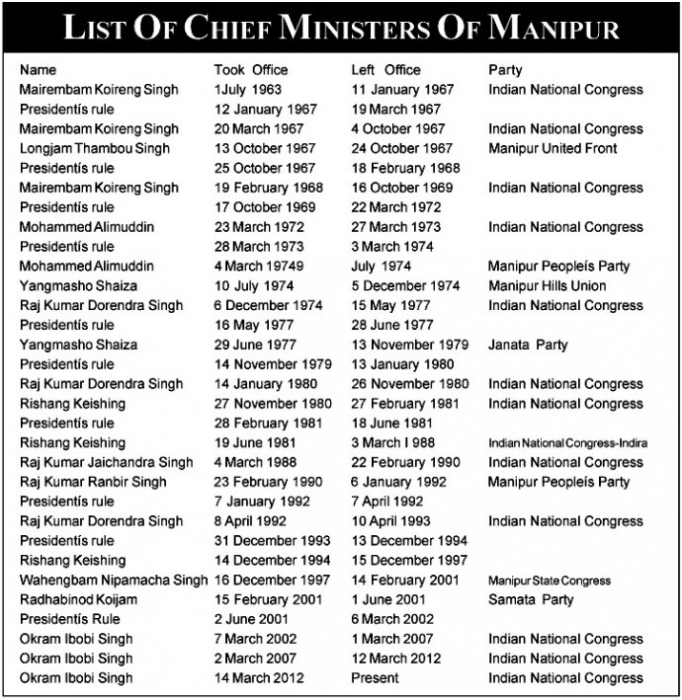 LIST OF CHIEF MINISTERS OF MANIPUR
Name Took Office Left Office Party
Mairembam Koireng Singh 1July 1963 11 January 1967 Indian National Congress
Presidentís rule 12 January 1967 19 March 1967
Mairembam Koireng Singh 20 March 1967 4 October 1967 Indian National Congress
Longjam Thambou Singh 13 October 1967 24 October 1967 Manipur United Front
Presidentís rule 25 October 1967 18 February 1968
Mairembam Koireng Singh 19 February 1968 16 October 1969 Indian National Congress
Presidentís rule 17 October 1969 22 March 1972
Mohammed Alimuddin 23 March 1972 27 March 1973 Indian National Congress
Presidentís rule 28 March 1973 3 March 1974
Mohammed Alimuddin 4 March 19749 July 1974 Manipur Peopleís Party
Yangmasho Shaiza 10 July 1974 5 December 1974 Manipur Hills Union
Raj Kumar Dorendra Singh 6 December 1974 15 May 1977 Indian National Congress
Presidentís rule 16 May 1977 28 June 1977
Yangmasho Shaiza 29 June 1977 13 November 1979 Janata Party
Presidentís rule 14 November 1979 13 January 1980
Raj Kumar Dorendra Singh 14 January 1980 26 November 1980 Indian National Congress
Rishang Keishing 27 November 1980 27 February 1981 Indian National Congress
Presidentís rule 28 February 1981 18 June 1981
Rishang Keishing 19 June 1981 3 March l 988 Indian National Congress-Indira
Raj Kumar Jaichandra Singh 4 March 1988 22 February 1990 Indian National Congress
Raj Kumar Ranbir Singh 23 February 1990 6 January 1992 Manipur Peopleís Party
Presidentís rule 7 January 1992 7 April 1992
Raj Kumar Dorendra Singh 8 April 1992 10 April 1993 Indian National Congress
Presidentís rule 31 December 1993 13 December 1994
Rishang Keishing 14 December 1994 15 December 1997
Wahengbam Nipamacha Singh 16 December 1997 14 February 2001 Manipur State Congress
Radhabinod Koijam 15 February 2001 1 June 2001 Samata Party
Presidentís Rule 2 June 2001 6 March 2002
Okram Ibobi Singh 7 March 2002 1 March 2007 Indian National Congress
Okram Ibobi Singh 2 March 2007 12 March 2012 Indian National Congress
Okram Ibobi Singh 14 March 2012 Present Indian National Congress